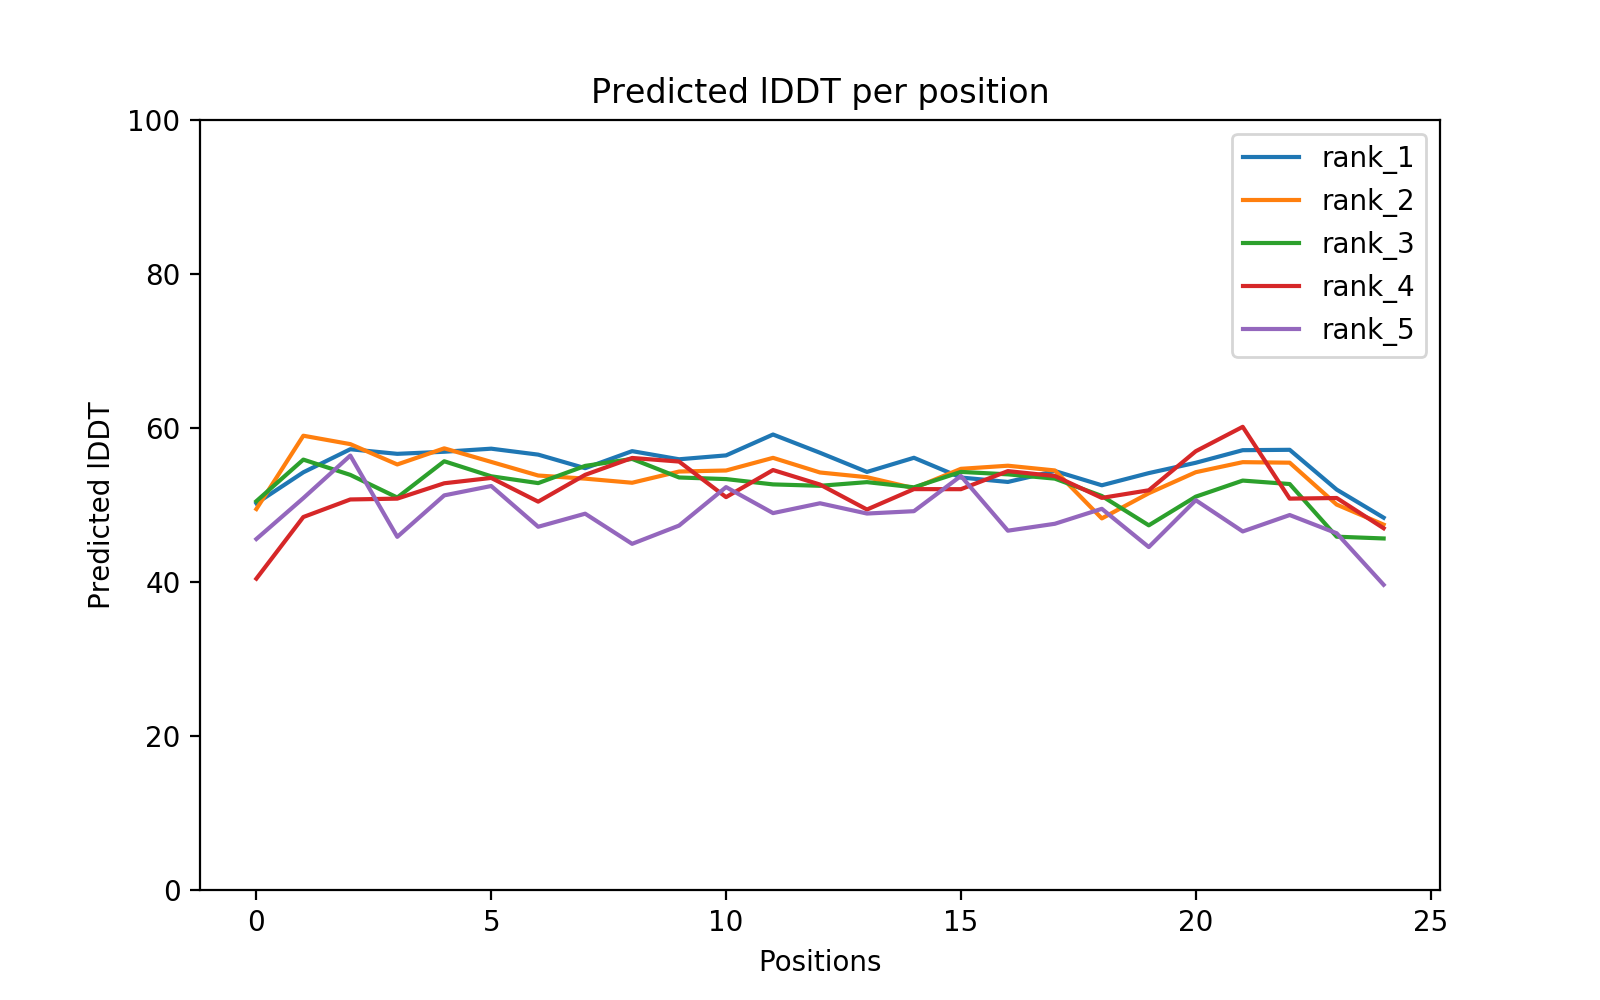 Predicted lDDT per position
100
80
60
40
20
0
Predicted lDDT
rank_1
rank_2
rank_3
rank_4
rank_5
0 5 10 15 20 25
Positions